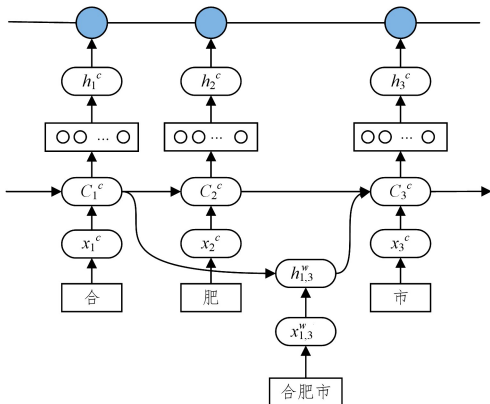 h₁ᶜ h₂ᶜ h₃ᶜ
… … …
C₁ᶜ C₂ᶜ C₃ᶜ
x₁ᶜ x₂ᶜ x₃ᶜ
h₁,₃ʷ
合 肥 市
x₁,₃ʷ
合肥市